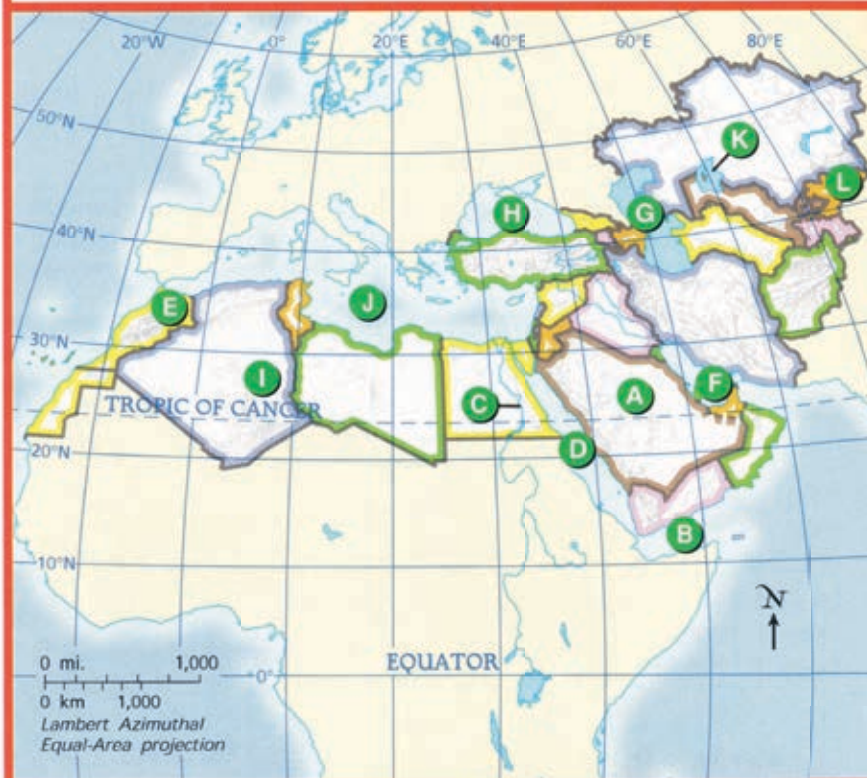 20°W 0° 20°E 40°E 60°E 80°E
50°N
K
L
H
G
40°N
E
J
30°N
I
A
F
C
TROPIC OF CANCER
20°N
D
B
10°N
N
0 mi. 1,000
0 km 1,000
0°
EQUATOR
Lambert Azimuthal
Equal-Area projection